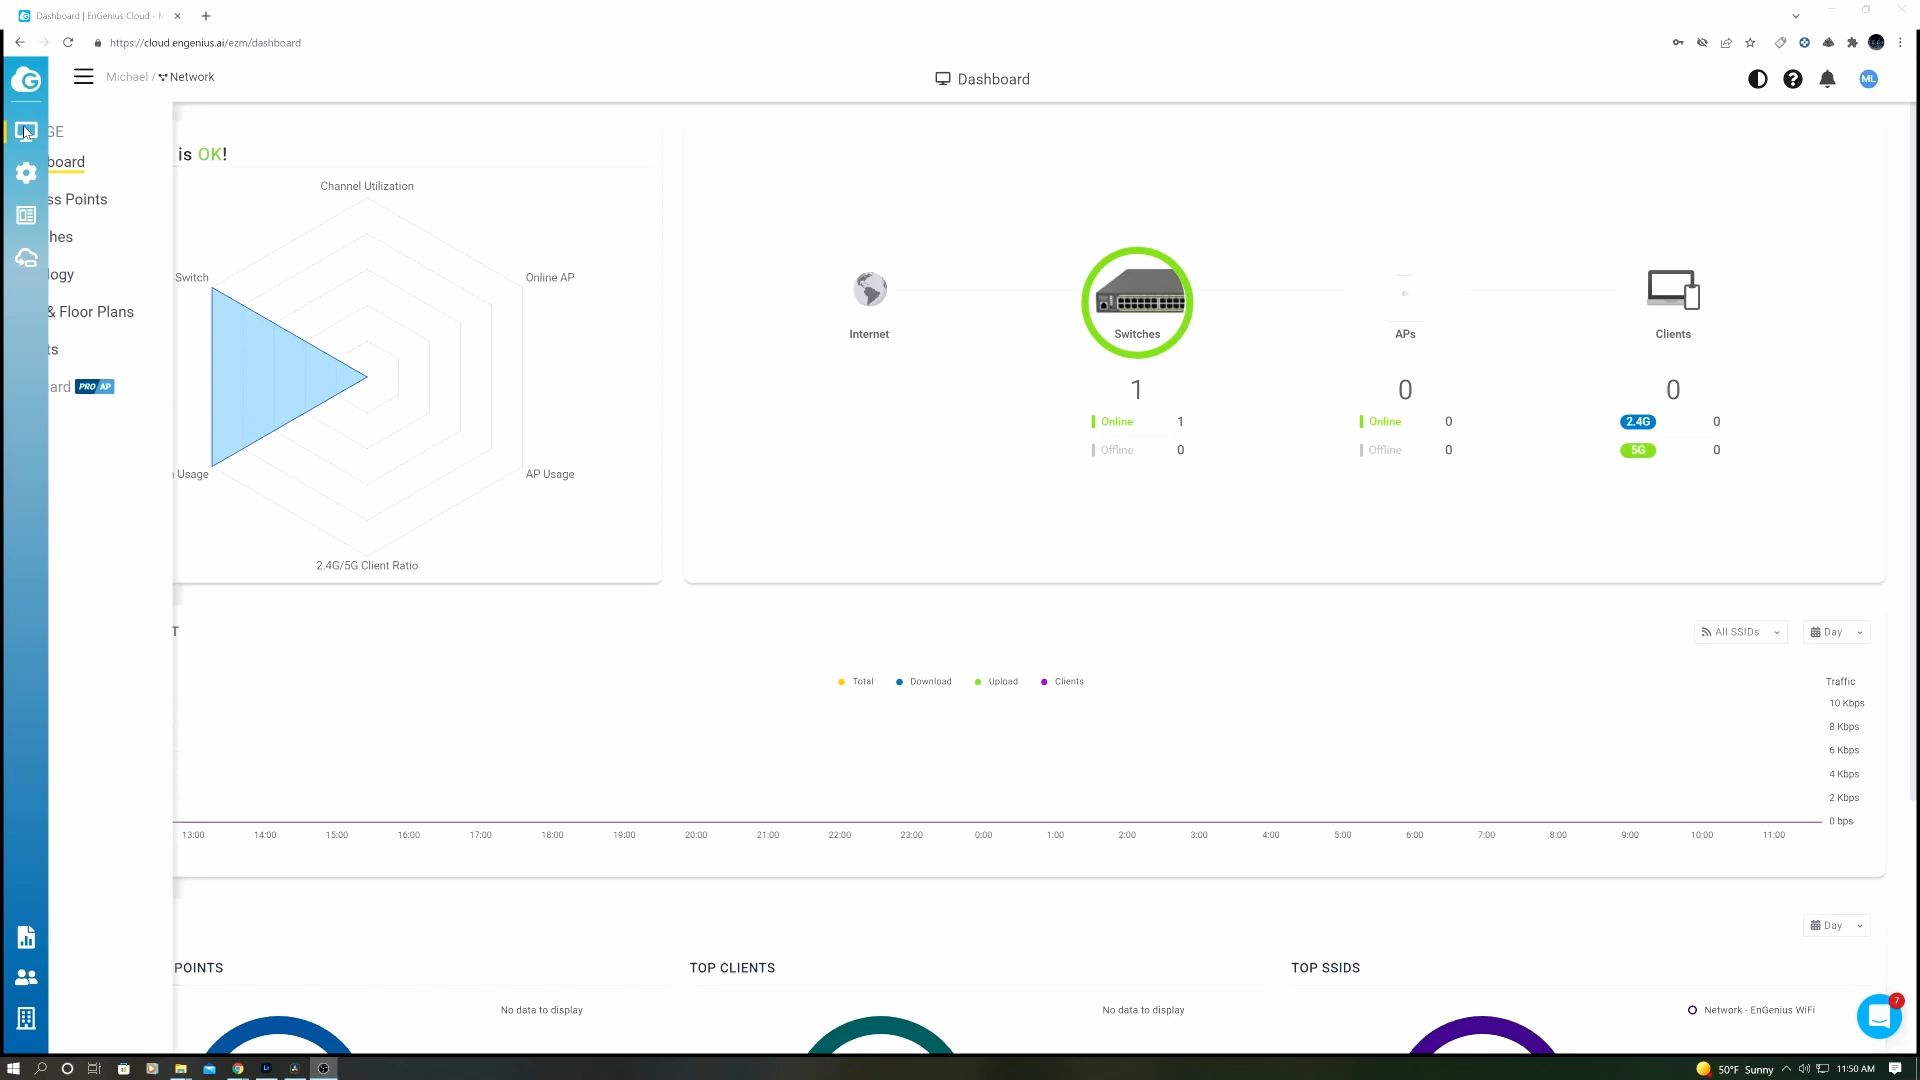 Dashboard | EnGenius Cloud - M
https://cloud.engenius.ai/ezm/dashboard
Michael / Network
Dashboard
ML
GE
board
ss Points
hes
logy
& Floor Plans
ts
ard PRO AP
is OK!
Channel Utilization
Switch
Online AP
Usage
AP Usage
2.4G/5G Client Ratio
Internet
Switches
APs
Clients
1
0
0
Online 1
Online 0
2.4G 0
Offline 0
Offline 0
5G 0
T
All SSIDs
Day
Total
Download
Upload
Clients
Traffic
10 Kbps
8 Kbps
6 Kbps
4 Kbps
2 Kbps
0 bps
13:00 14:00 15:00 16:00 17:00 18:00 19:00 20:00 21:00 22:00 23:00 0:00 1:00 2:00 3:00 4:00 5:00 6:00 7:00 8:00 9:00 10:00 11:00
Day
POINTS
TOP CLIENTS
TOP SSIDS
No data to display
No data to display
Network - EnGenius WiFi
7
Lr
50°F Sunny
11:50 AM